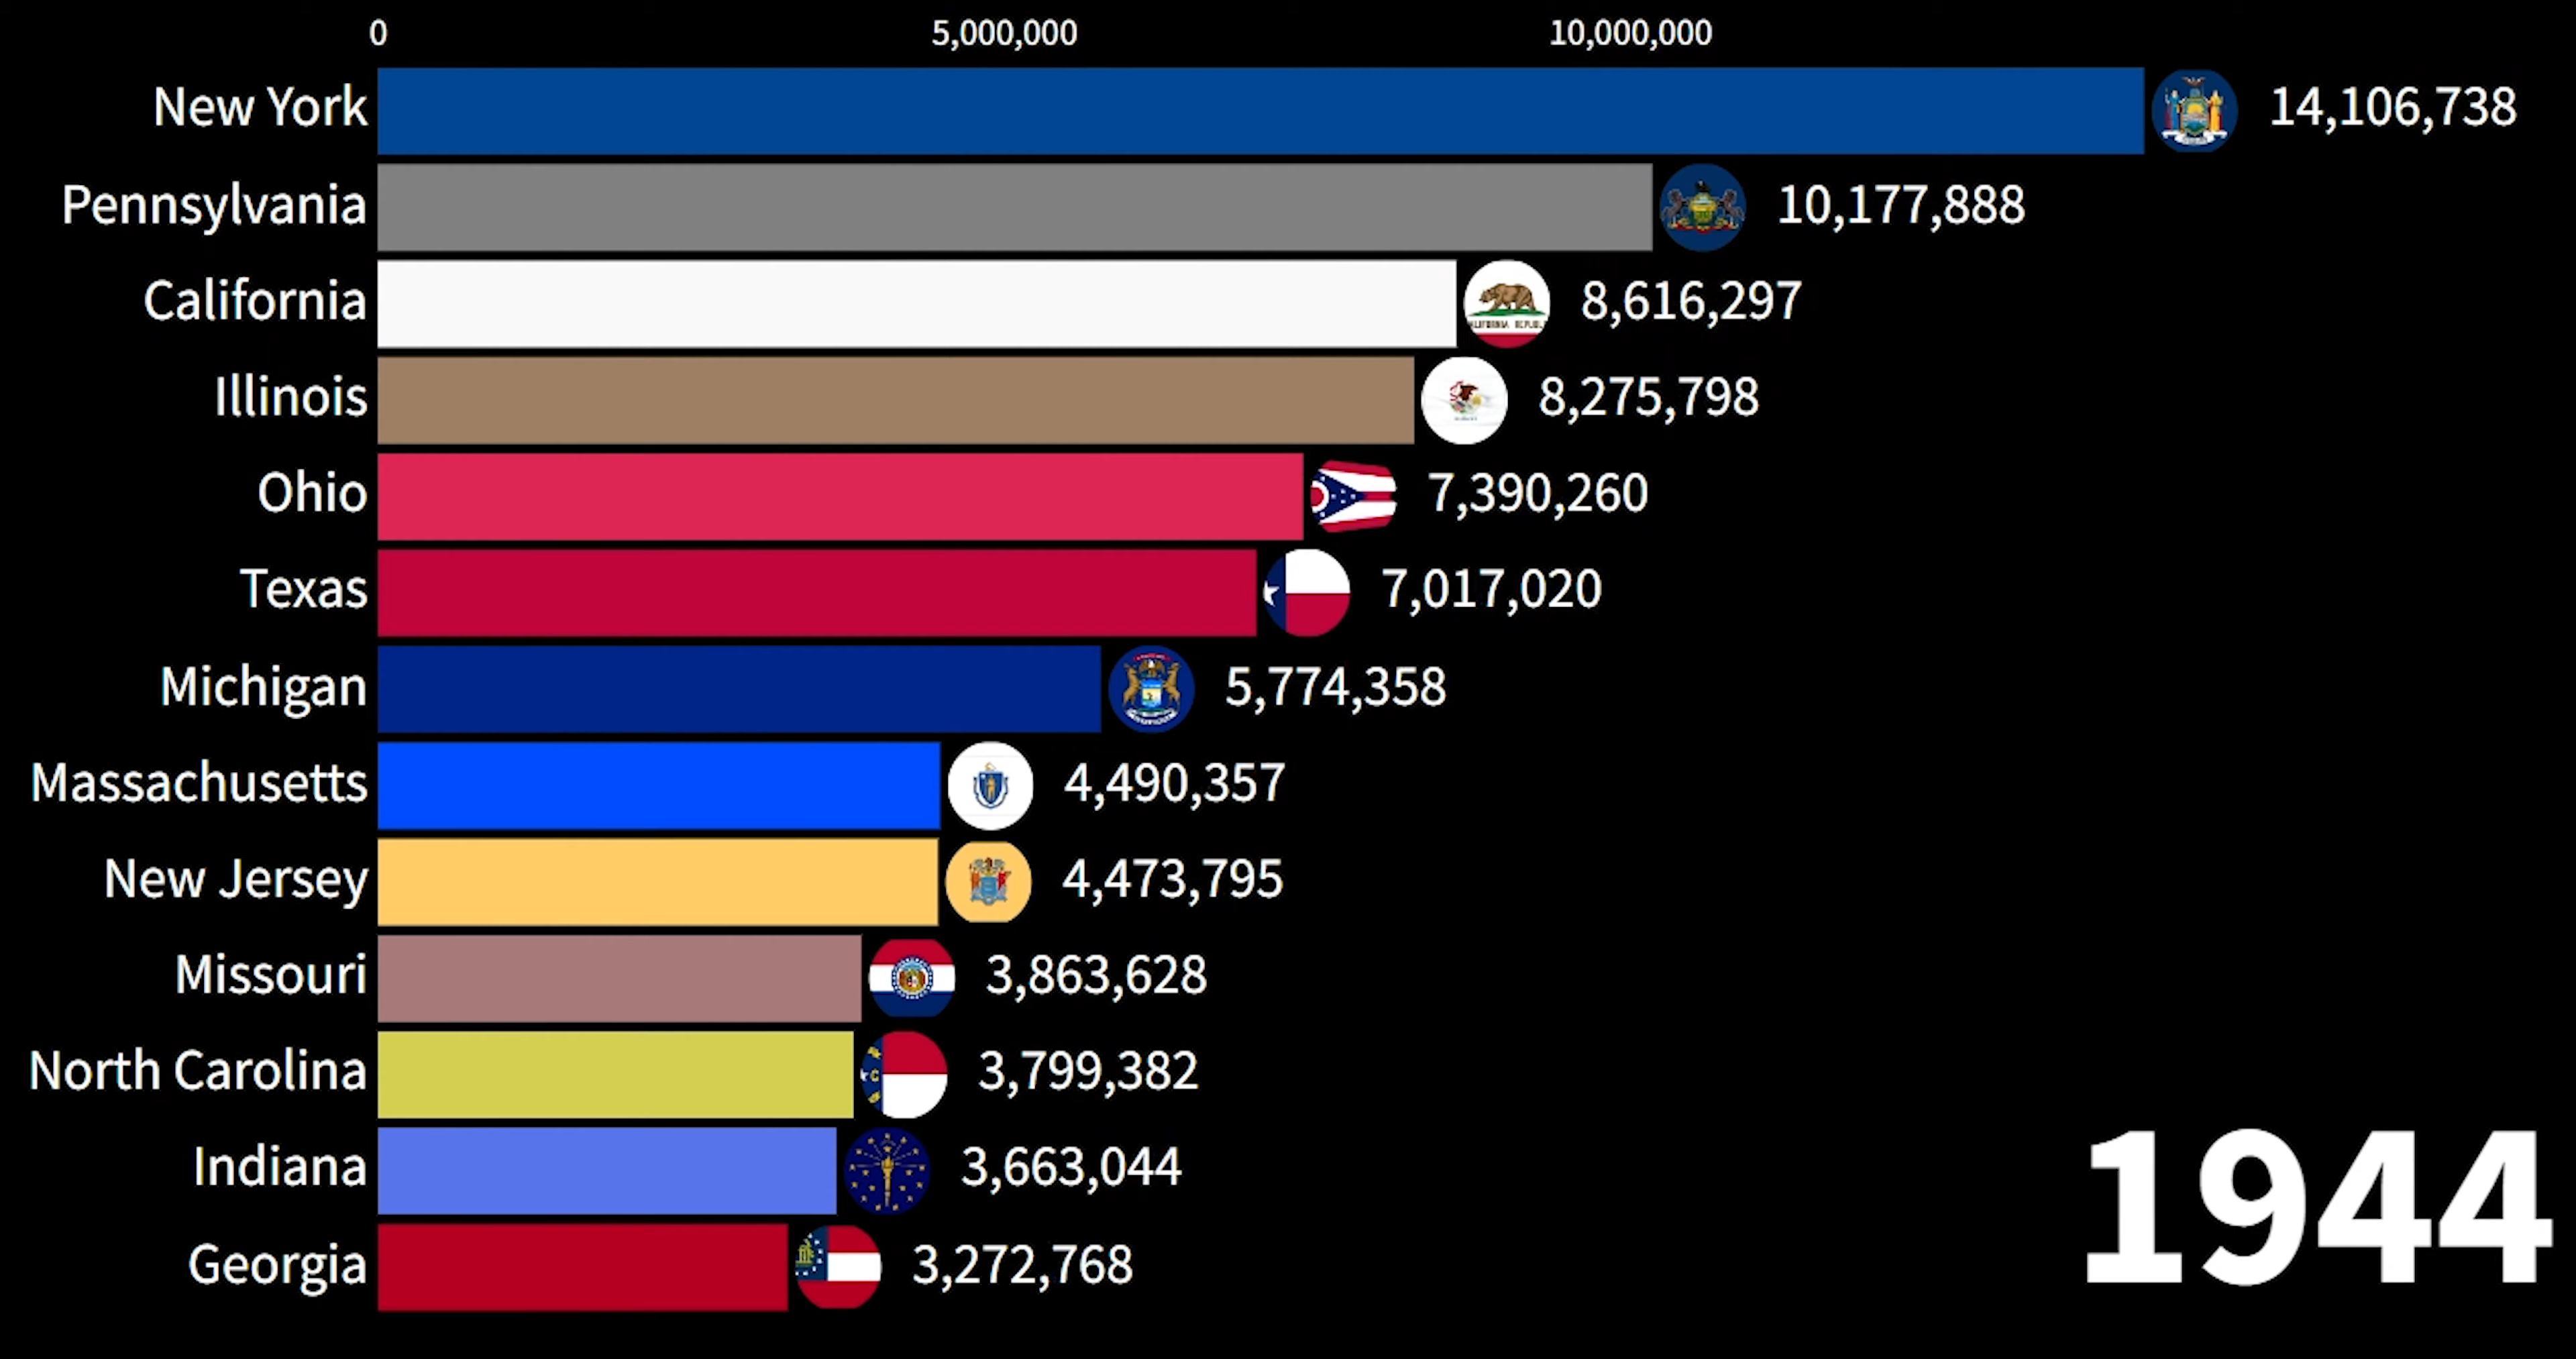 0 5,000,000 10,000,000
New York 14,106,738
Pennsylvania 10,177,888
California 8,616,297
Illinois 8,275,798
Ohio 7,390,260
Texas 7,017,020
Michigan 5,774,358
Massachusetts 4,490,357
New Jersey 4,473,795
Missouri 3,863,628
North Carolina 3,799,382
Indiana 3,663,044
Georgia 3,272,768
1944